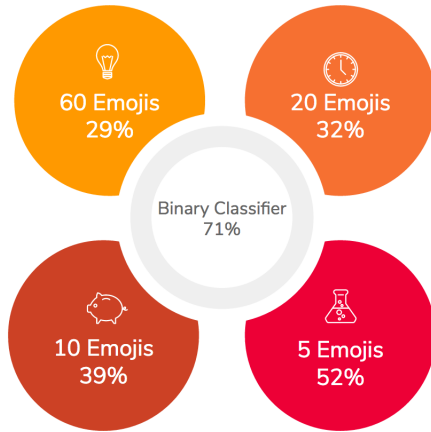 60 Emojis
29%
20 Emojis
32%
Binary Classifier
71%
10 Emojis
39%
5 Emojis
52%